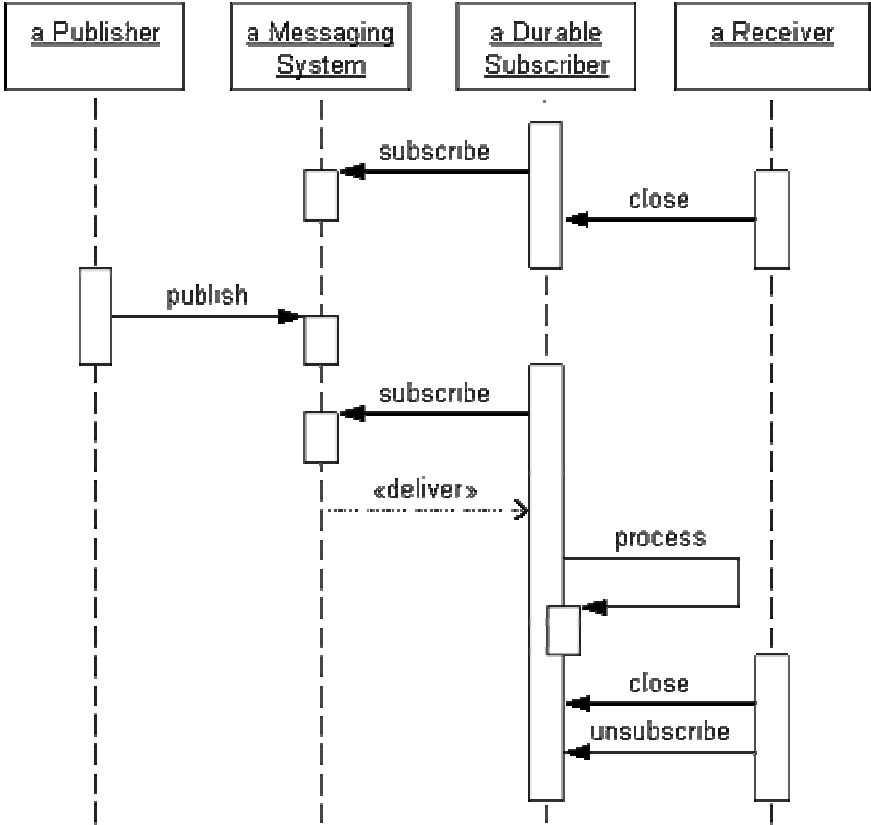 a Publisher
a Messaging
System
a Durable
Subscriber
a Receiver
subscribe
close
publish
subscribe
«deliver»
process
close
unsubscribe